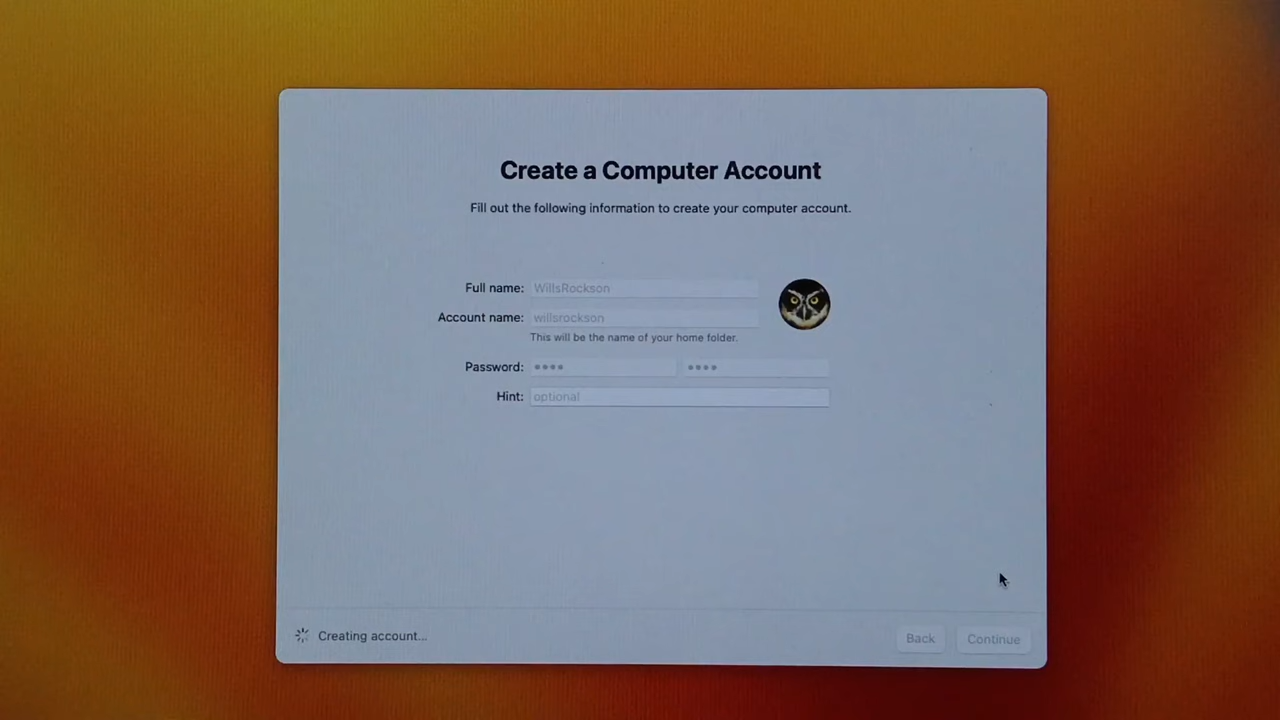 Create a Computer Account
Fill out the following information to create your computer account.
Full name: WillsRockson
Account name: willsrockson
This will be the name of your home folder.
Password: •••• ••••
Hint: optional
Creating account...
Back Continue